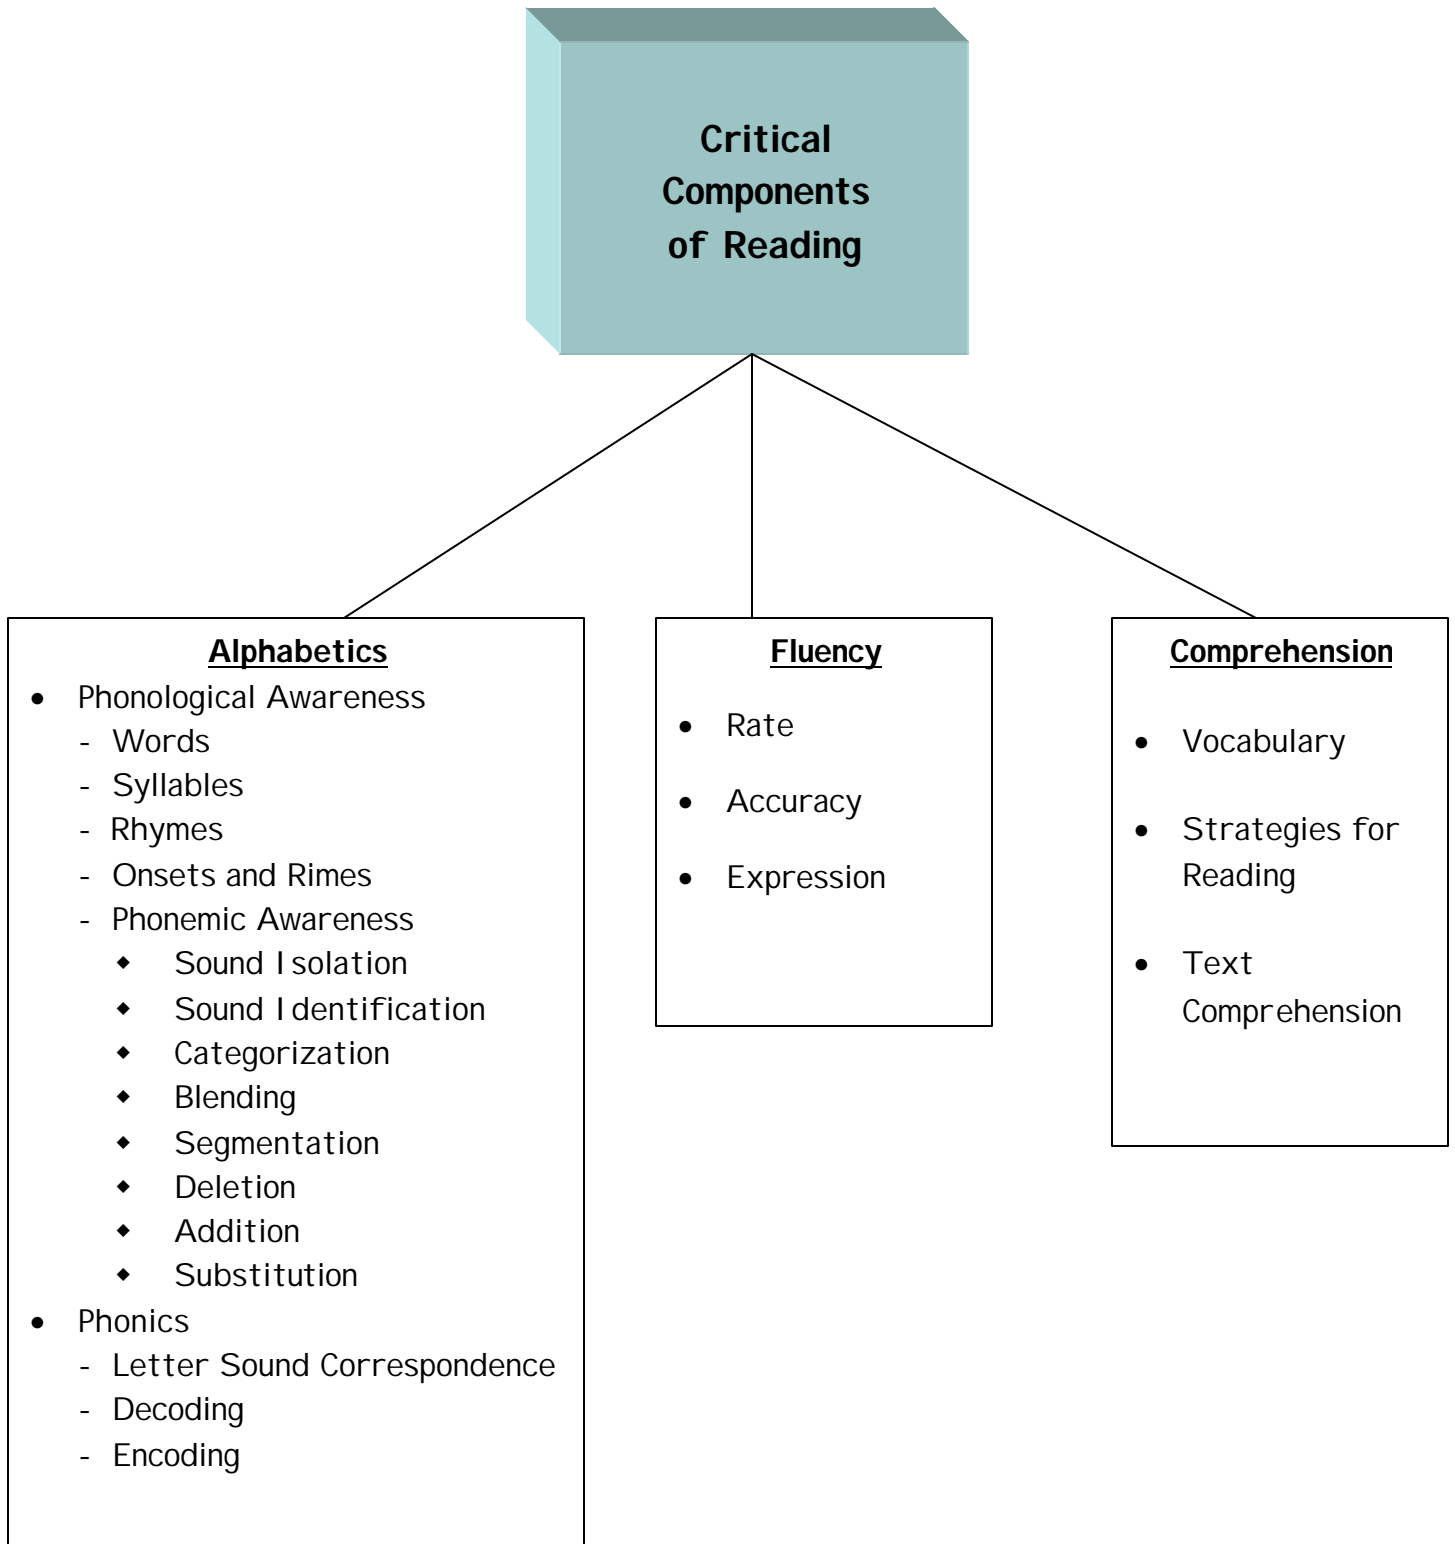 Critical
Components
of Reading
Alphabetics
• Phonological Awareness
- Words
- Syllables
- Rhymes
- Onsets and Rimes
- Phonemic Awareness
◆ Sound Isolation
◆ Sound Identification
◆ Categorization
◆ Blending
◆ Segmentation
◆ Deletion
◆ Addition
◆ Substitution
• Phonics
- Letter Sound Correspondence
- Decoding
- Encoding
Fluency
• Rate
• Accuracy
• Expression
Comprehension
• Vocabulary
• Strategies for
Reading
• Text
Comprehension